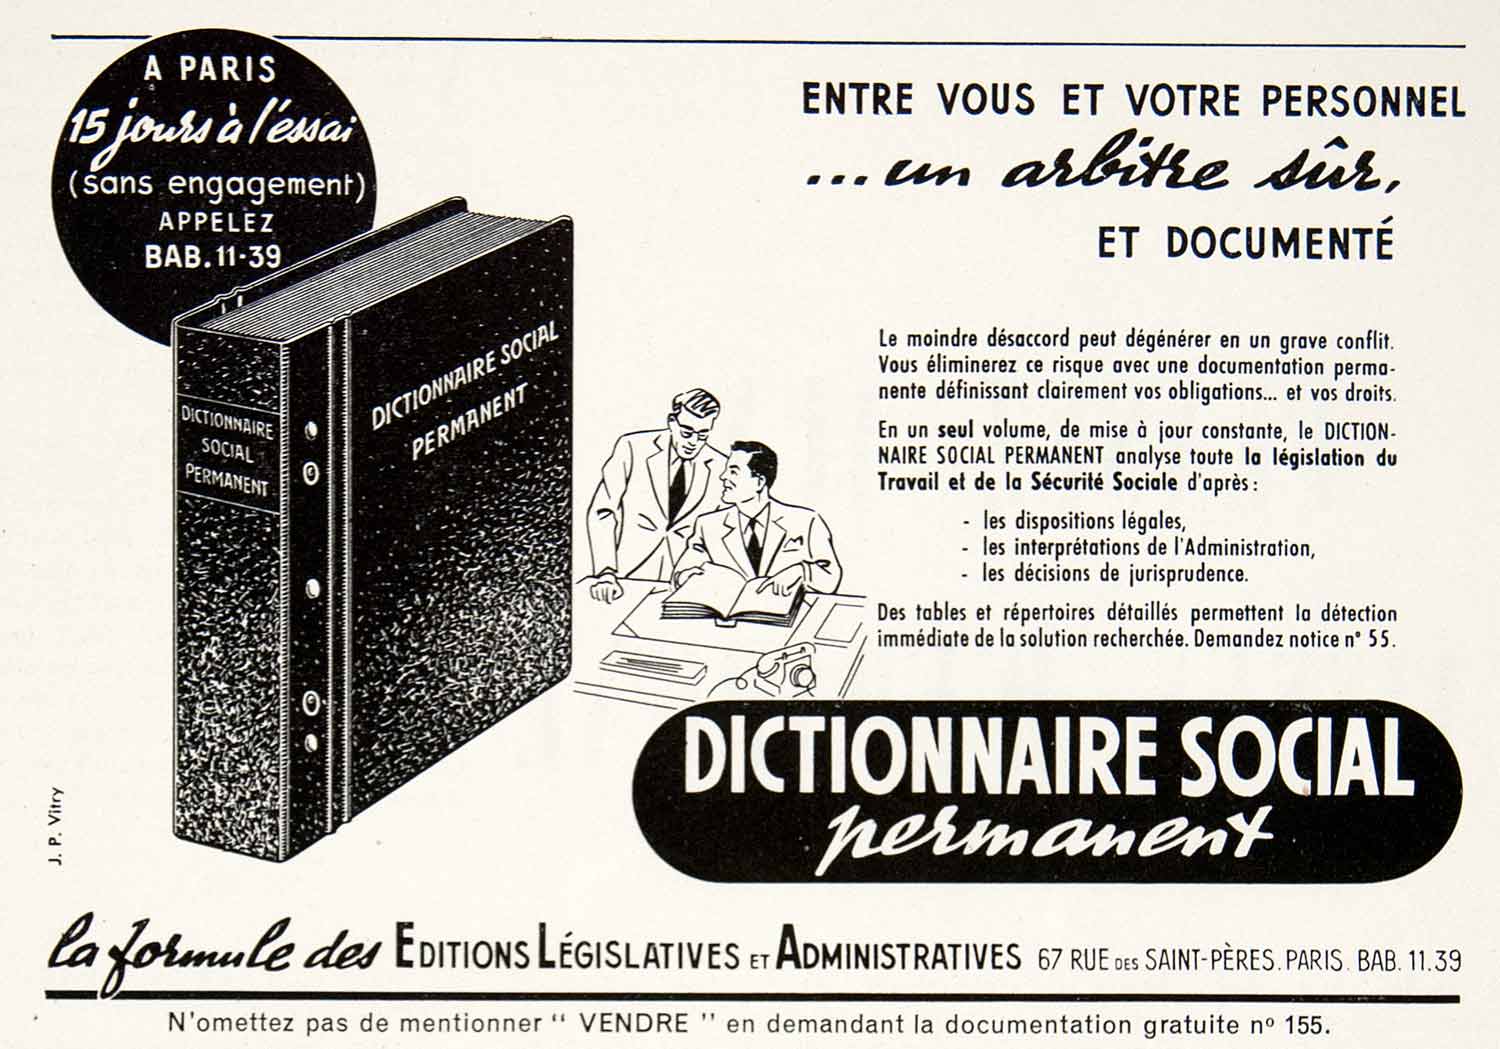 A PARIS
15 jours à l'essai
(sans engagement)
APPELEZ
BAB. 11-39
ENTRE VOUS ET VOTRE PERSONNEL
...un arbitre sûr,
ET DOCUMENTÉ
DICTIONNAIRE SOCIAL
PERMANENT
DICTIONNAIRE
SOCIAL
PERMANENT
Le moindre désaccord peut dégénérer en un grave conflit.
Vous éliminerez ce risque avec une documentation perma-
nente définissant clairement vos obligations... et vos droits.
En un seul volume, de mise à jour constante, le DICTION-
NAIRE SOCIAL PERMANENT analyse toute la législation du
Travail et de la Sécurité Sociale d'après :
- les dispositions légales,
- les interprétations de l'Administration,
- les décisions de jurisprudence.
Des tables et répertoires détaillés permettent la détection
immédiate de la solution recherchée. Demandez notice n° 55.
DICTIONNAIRE SOCIAL
permanent
J. P. Vitry
la formule des EDITIONS LÉGISLATIVES ET ADMINISTRATIVES 67 RUE DES SAINT-PÈRES. PARIS. BAB. 11.39
N'omettez pas de mentionner " VENDRE " en demandant la documentation gratuite nº 155.